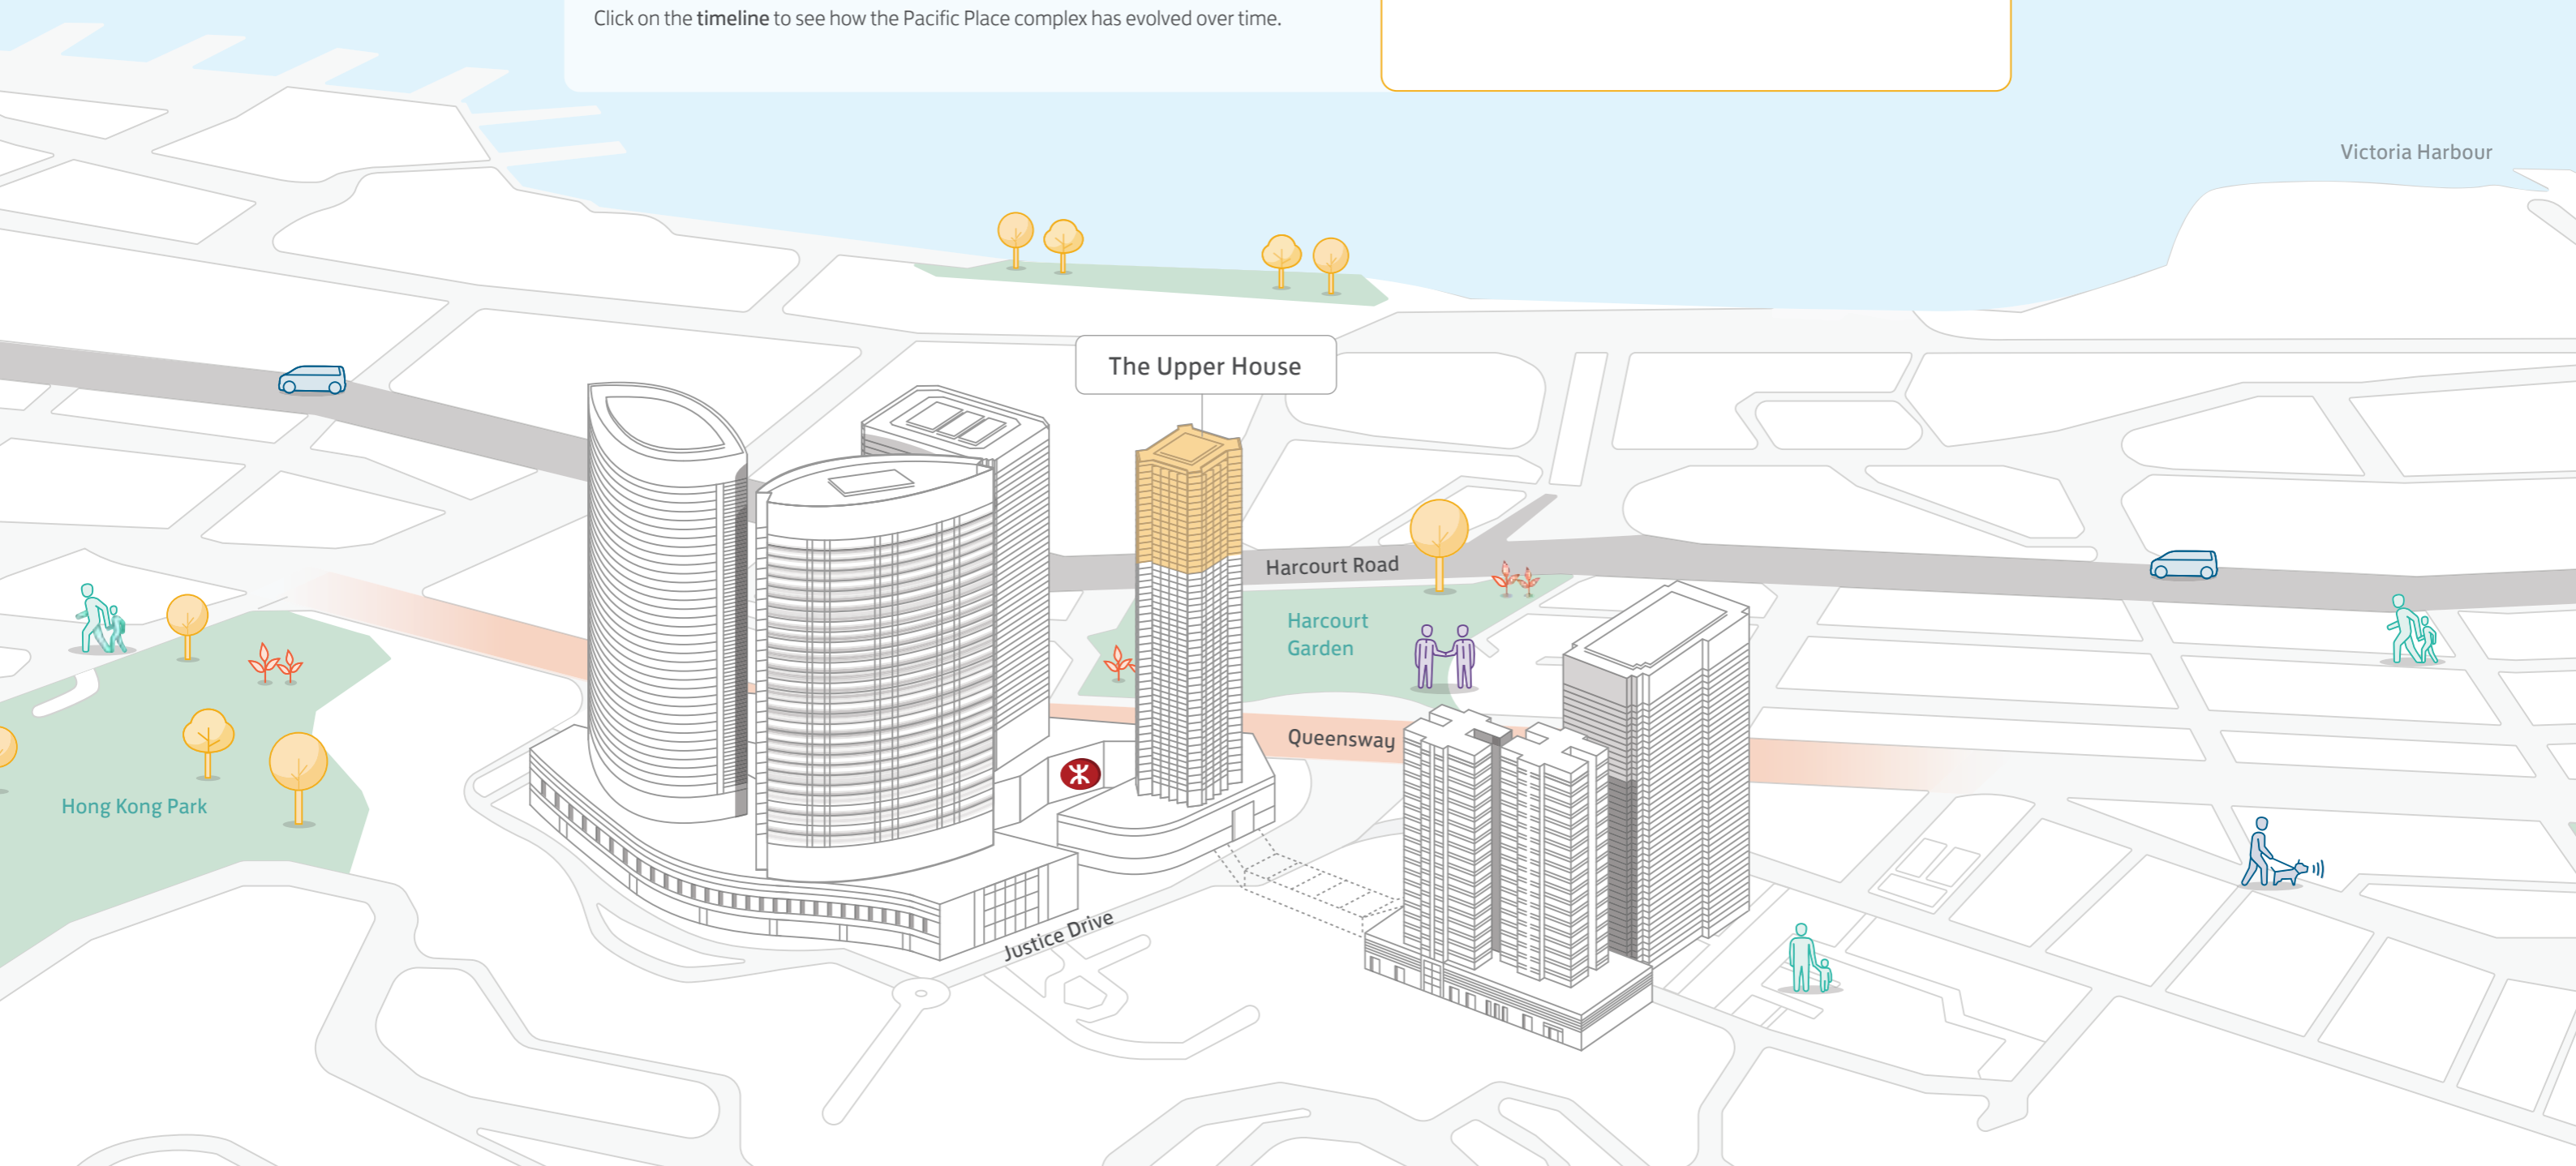 Click on the timeline to see how the Pacific Place complex has evolved over time.
Victoria Harbour
The Upper House
Harcourt Road
Harcourt
Garden
Queensway
Hong Kong Park
Justice Drive